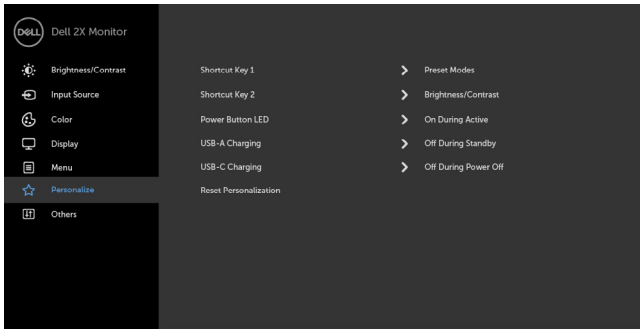 DELL
Dell 2X Monitor
Brightness/Contrast
Shortcut Key 1
Preset Modes
Input Source
Shortcut Key 2
Brightness/Contrast
Color
Power Button LED
On During Active
Display
USB-A Charging
Off During Standby
Menu
USB-C Charging
Off During Power Off
Personalize
Reset Personalization
Others